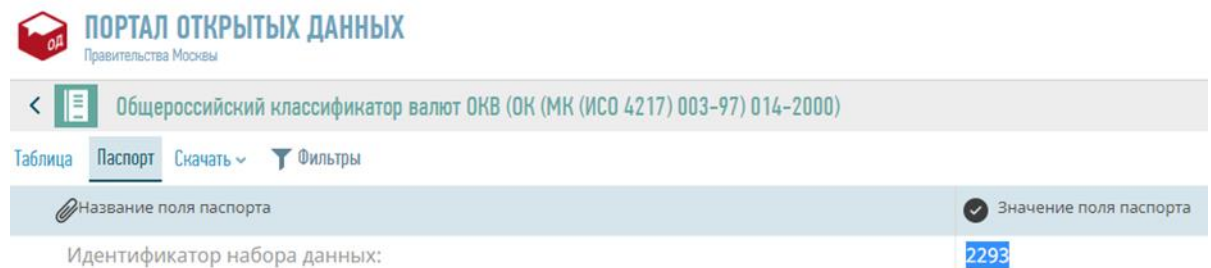 од
ПОРТАЛ ОТКРЫТЫХ ДАННЫХ
Правительства Москвы
Общероссийский классификатор валют ОКВ (ОК (МК (ИСО 4217) 003-97) 014-2000)
Таблица Паспорт Скачать Фильтры
Название поля паспорта Значение поля паспорта
Идентификатор набора данных: 2293